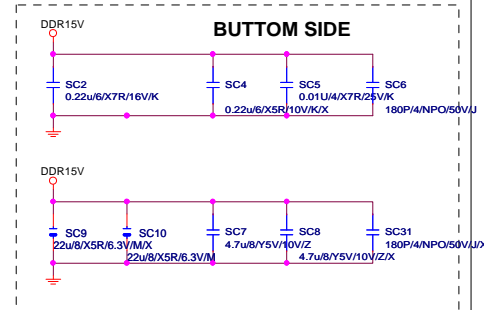 DDR15V
BUTTOM SIDE
SC2
0.22u/6/X7R/16V/K
SC4
0.22u/6/X5R/10V/K/X
SC5
0.01U/4/X7R/25V/K
SC6
180P/4/NPO/50V/J
DDR15V
SC9
22u/8/X5R/6.3V/M/X
SC10
22u/8/X5R/6.3V/M
SC7
4.7u/8/Y5V/10V/Z
SC8
4.7u/8/Y5V/10V/Z/X
SC31
180P/4/NPO/50V/J/X